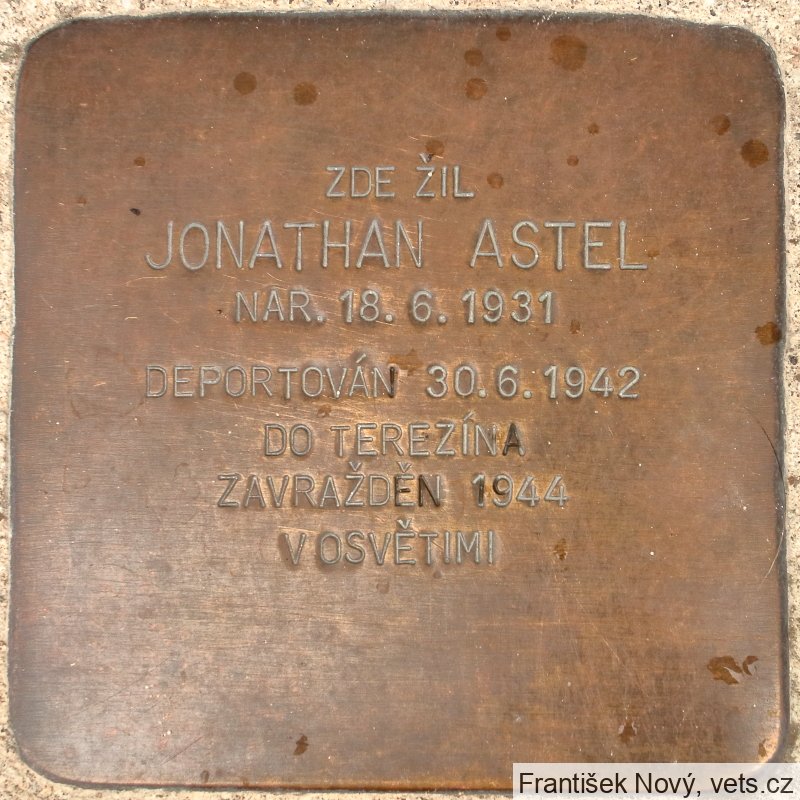 ZDE ŽIL
JONATHAN ASTEL
NAR. 18. 6. 1931
DEPORTOVÁN 30. 6. 1942
DO TEREZÍNA
ZAVRAŽDĚN 1944
V OSVĚTIMI
František Nový, vets.cz